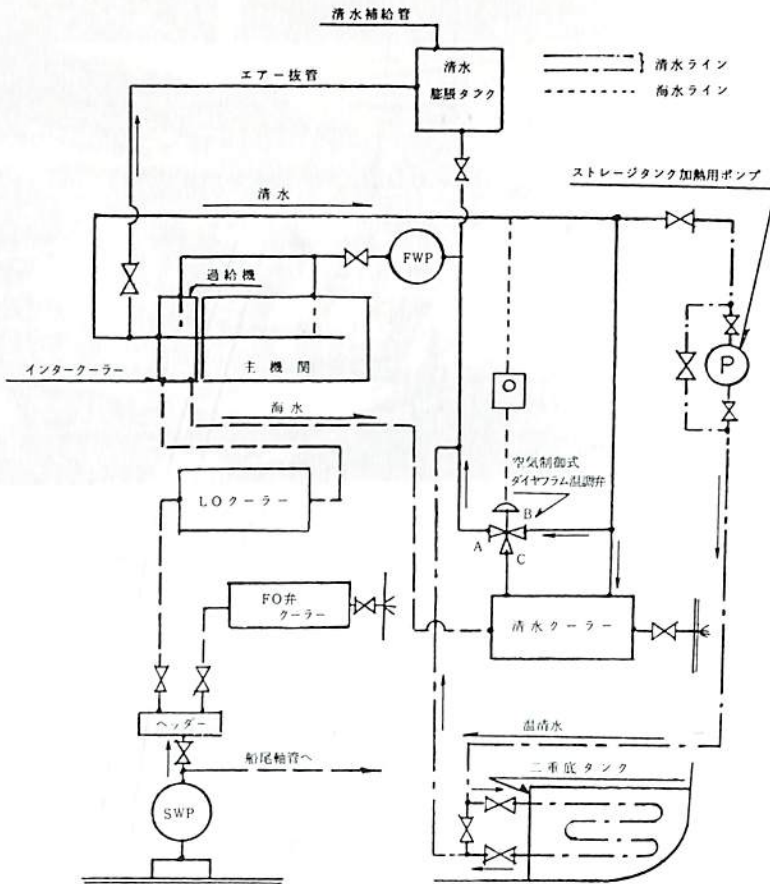 清水補給管
清水
膨脹タンク
エアー抜管
清水ライン
海水ライン
ストレージタンク加熱用ポンプ
清水
FWP
過給機
P
インタークーラー
主機関
海水
空気制御式
ダイヤフラム温調弁
B
A
C
LOクーラー
FO弁
クーラー
清水クーラー
ヘッダー
温清水
船尾軸管へ
二重底タンク
SWP